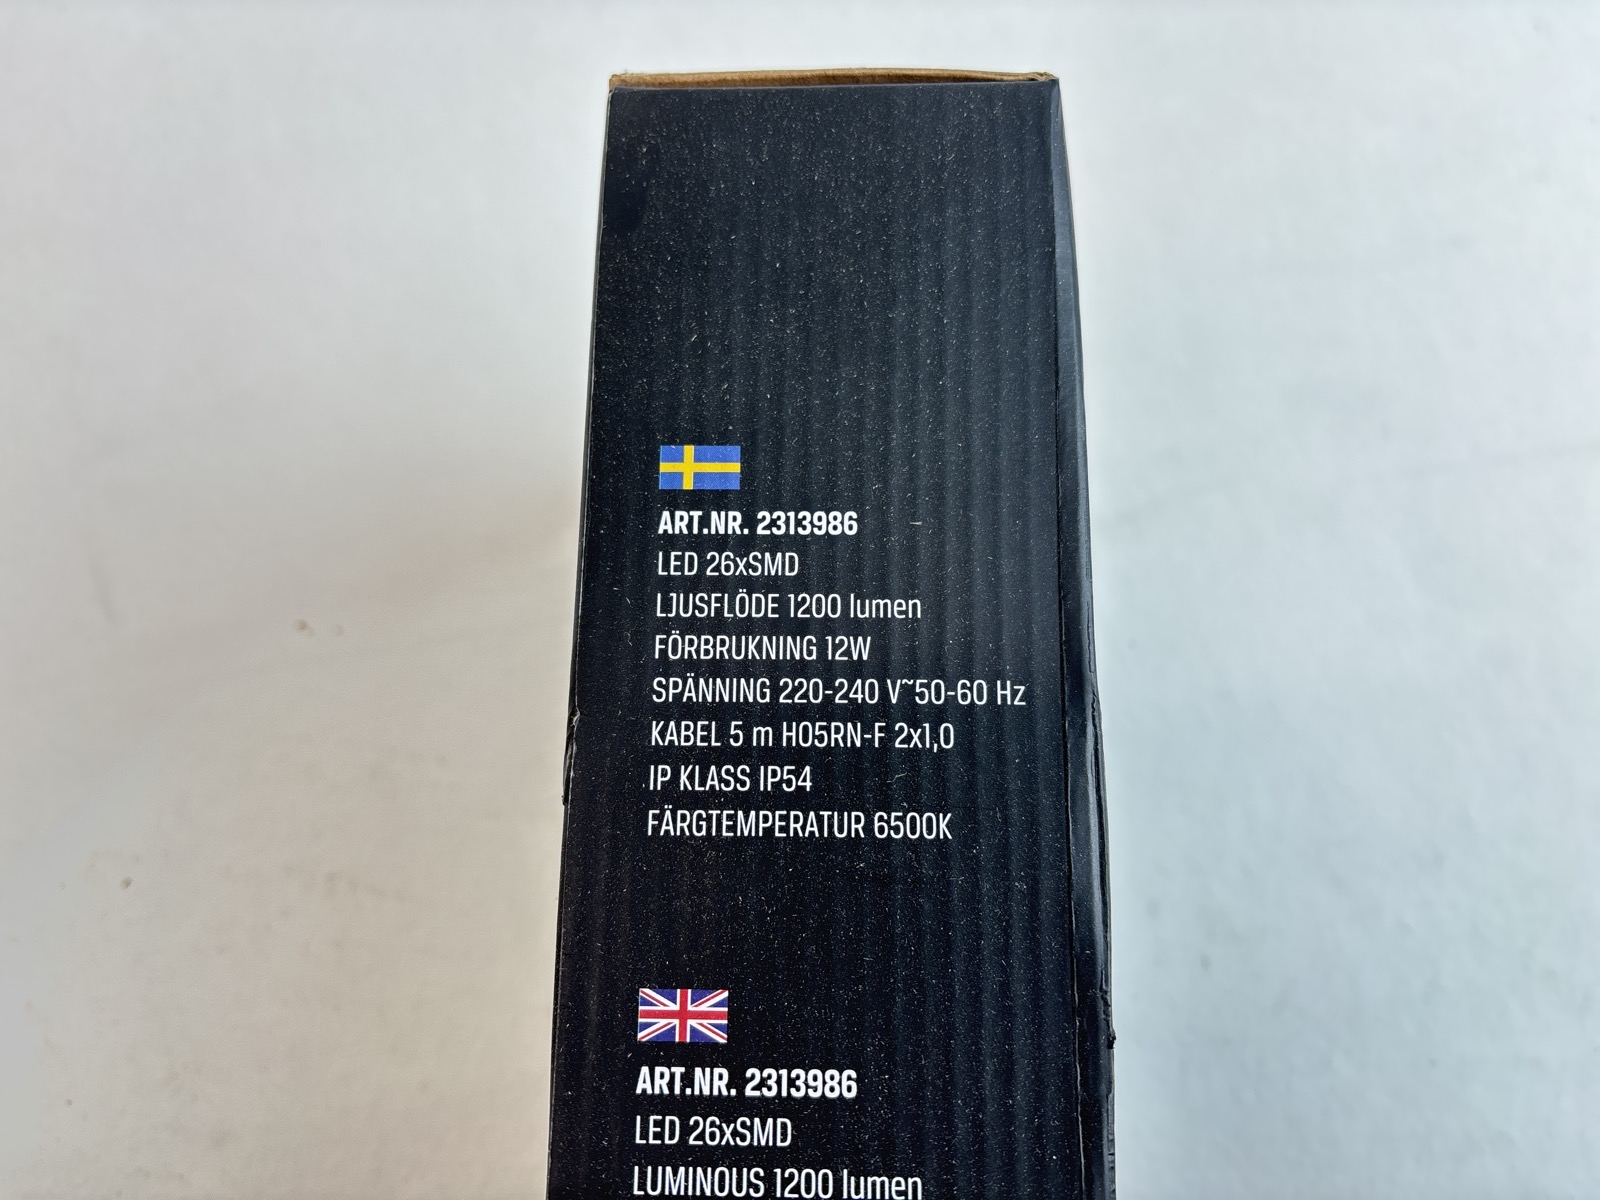 ART.NR. 2313986
LED 26xSMD
LJUSFLÖDE 1200 lumen
FÖRBRUKNING 12W
SPÄNNING 220-240 V~50-60 Hz
KABEL 5 m H05RN-F 2x1,0
IP KLASS IP54
FÄRGTEMPERATUR 6500K
ART.NR. 2313986
LED 26xSMD
LUMINOUS 1200 lumen